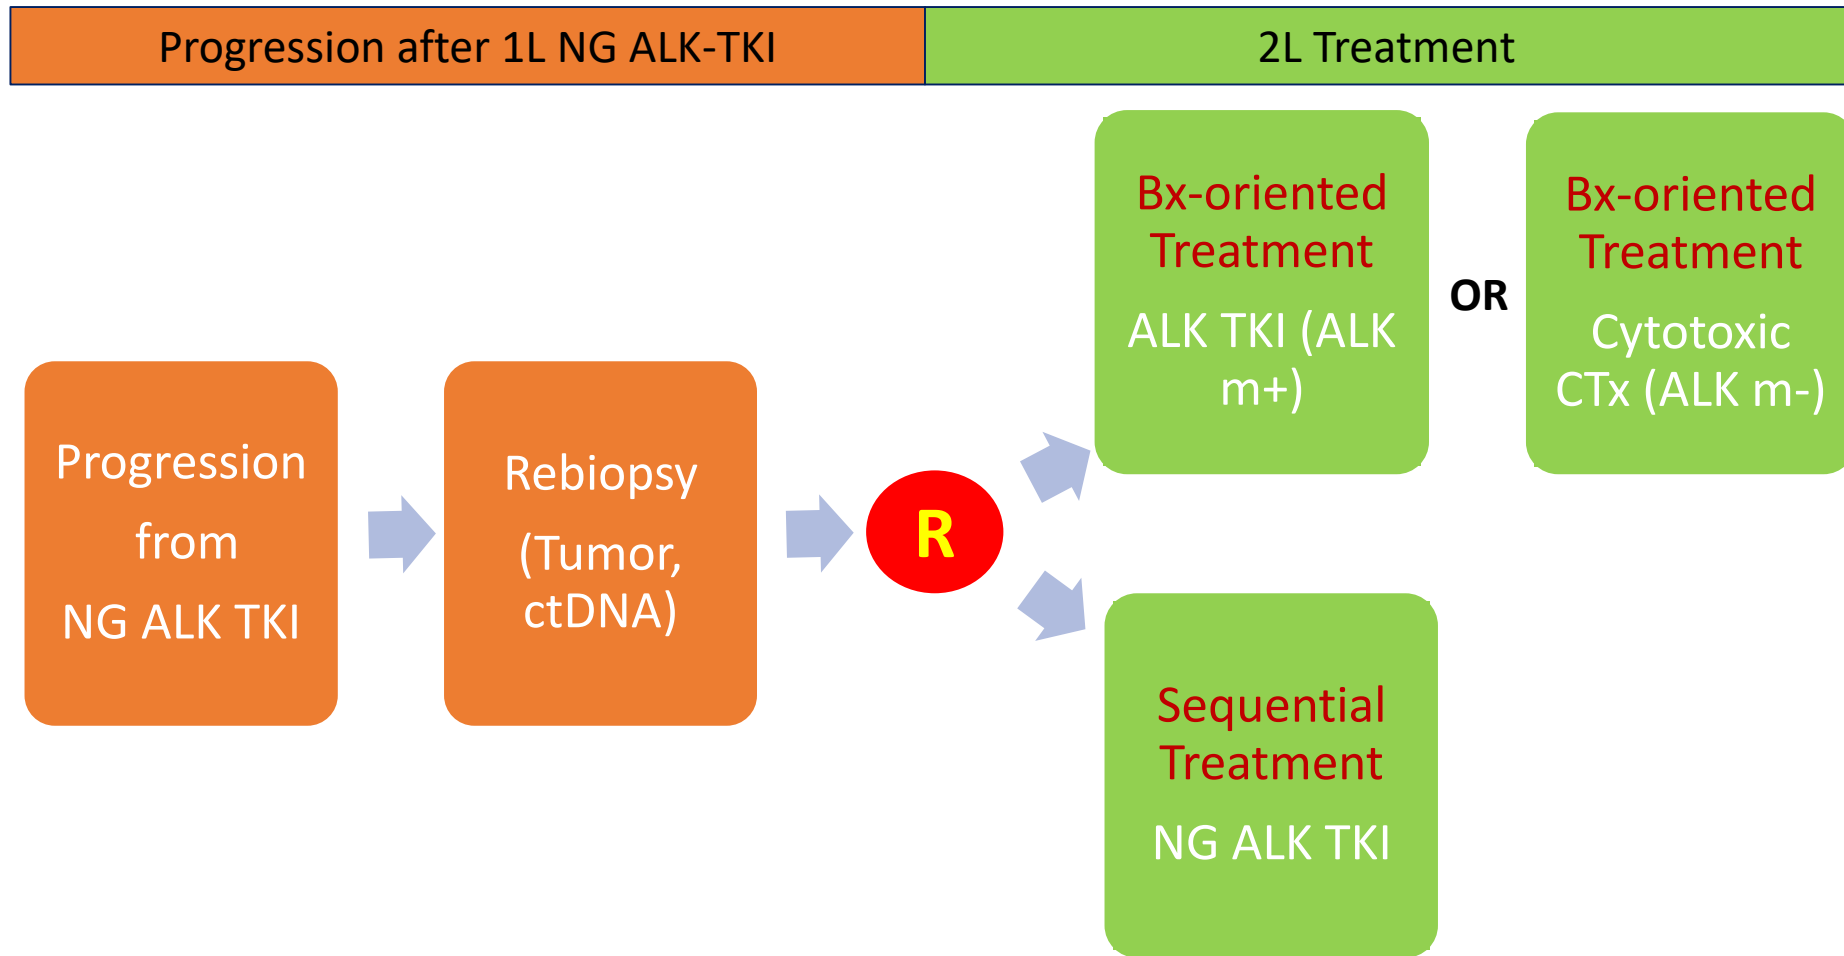 Progression after 1L NG ALK-TKI
2L Treatment
Progression
from
NG ALK TKI
Rebiopsy
(Tumor,
ctDNA)
R
Bx-oriented
Treatment
ALK TKI (ALK
m+)
OR
Bx-oriented
Treatment
Cytotoxic
CTx (ALK m-)
Sequential
Treatment
NG ALK TKI